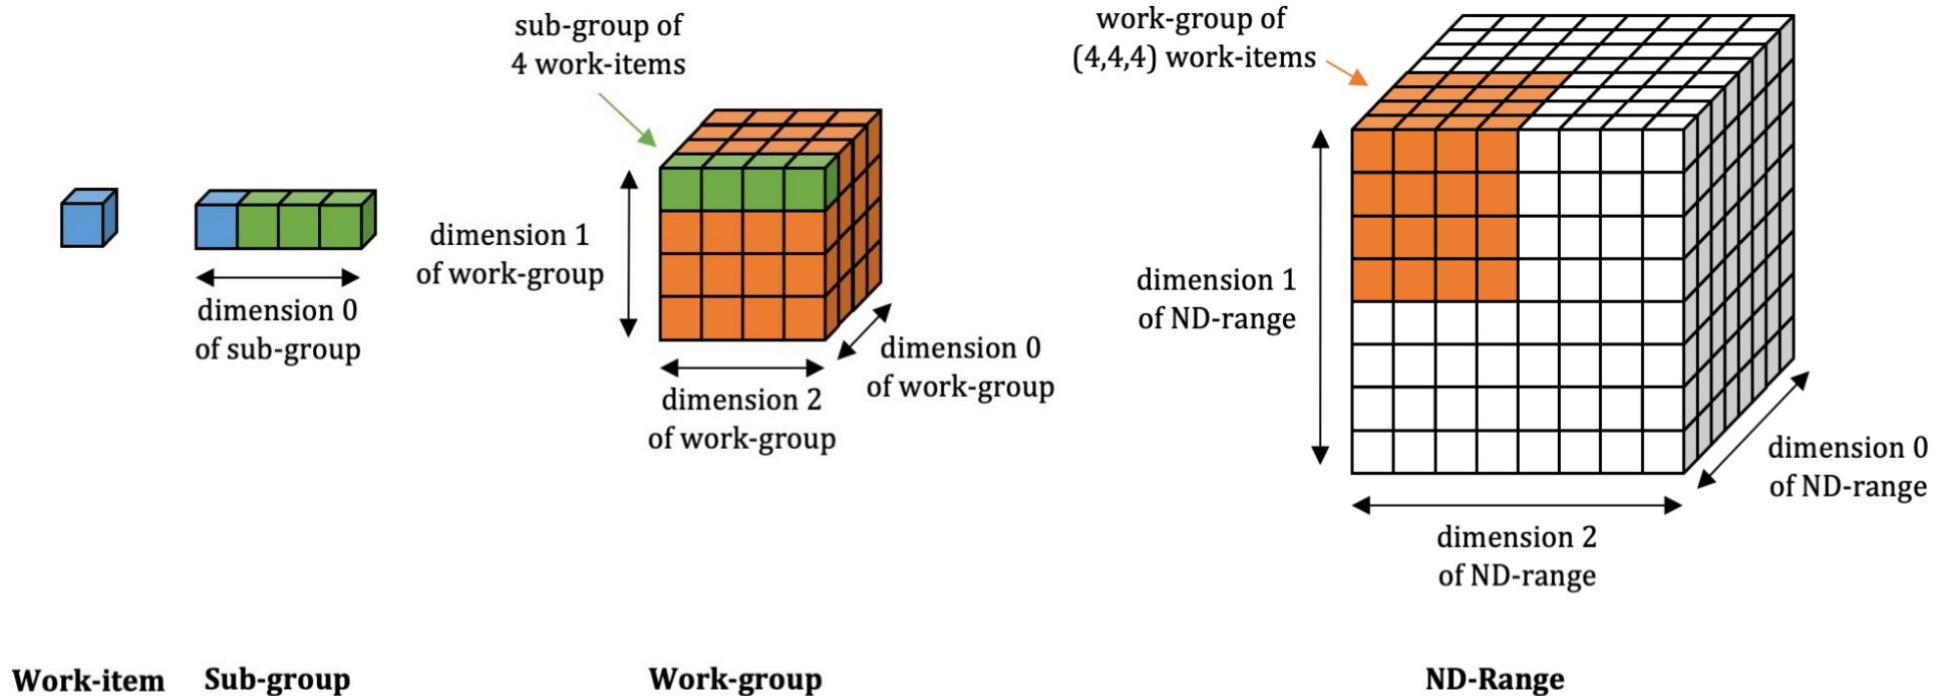 sub-group of
4 work-items
work-group of
(4,4,4) work-items
dimension 0
of sub-group
dimension 1
of work-group
dimension 0
of work-group
dimension 2
of work-group
dimension 1
of ND-range
dimension 0
of ND-range
dimension 2
of ND-range
Work-item
Sub-group
Work-group
ND-Range